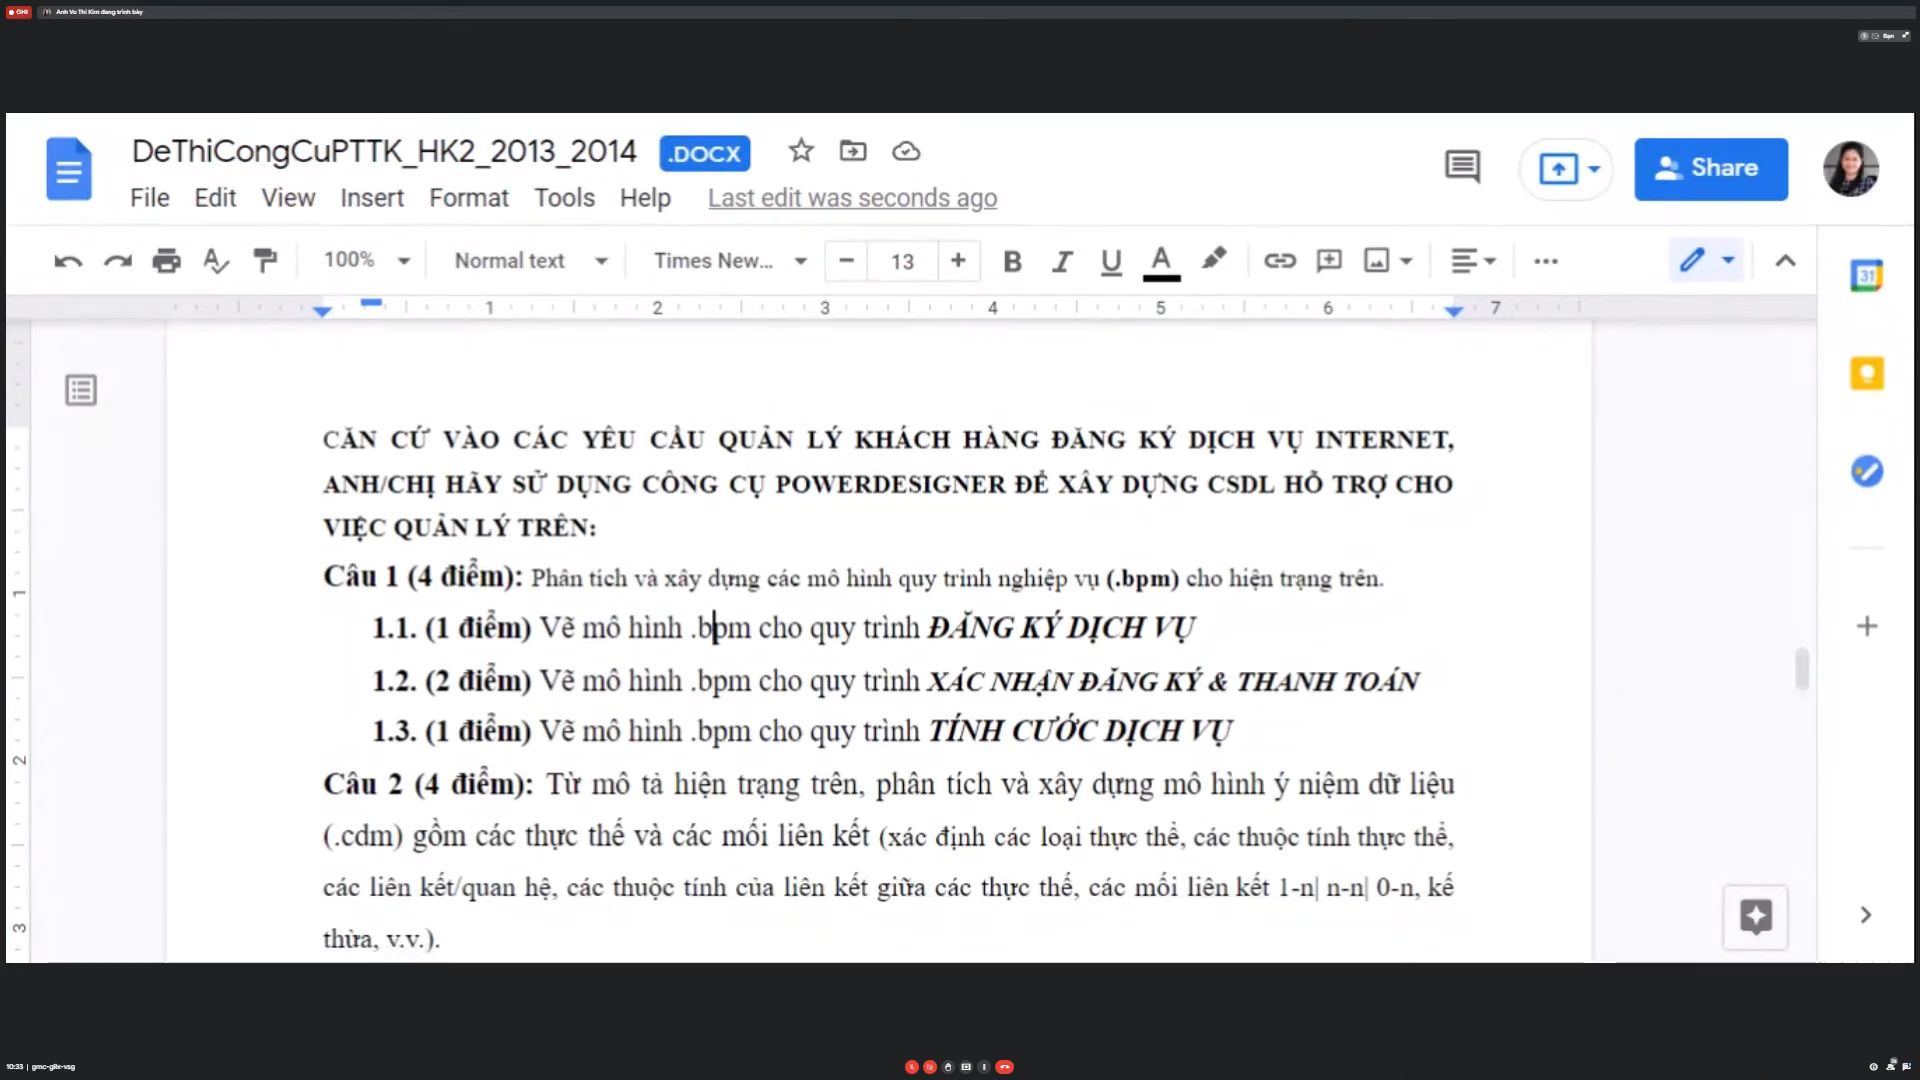 GHI Anh Vo Thi Kim đang trình bày
Bạn
DeThiCongCuPTTK_HK2_2013_2014 .DOCX
Share
File Edit View Insert Format Tools Help Last edit was seconds ago
100% Normal text Times New... 13 B I U A
1 2 3 4 5 6 7
31
CĂN CỨ VÀO CÁC YÊU CẦU QUẢN LÝ KHÁCH HÀNG ĐĂNG KÝ DỊCH VỤ INTERNET,
ANH/CHỊ HÃY SỬ DỤNG CÔNG CỤ POWERDESIGNER ĐỂ XÂY DỰNG CSDL HỖ TRỢ CHO
VIỆC QUẢN LÝ TRÊN:
Câu 1 (4 điểm): Phân tích và xây dựng các mô hình quy trình nghiệp vụ (.bpm) cho hiện trạng trên.
1.1. (1 điểm) Vẽ mô hình .bpm cho quy trình ĐĂNG KÝ DỊCH VỤ
1.2. (2 điểm) Vẽ mô hình .bpm cho quy trình XÁC NHẬN ĐĂNG KÝ & THANH TOÁN
1.3. (1 điểm) Vẽ mô hình .bpm cho quy trình TÍNH CƯỚC DỊCH VỤ
Câu 2 (4 điểm): Từ mô tả hiện trạng trên, phân tích và xây dựng mô hình ý niệm dữ liệu
(.cdm) gồm các thực thể và các mối liên kết (xác định các loại thực thể, các thuộc tính thực thể,
các liên kết/quan hệ, các thuộc tính của liên kết giữa các thực thể, các mối liên kết 1-n| n-n| 0-n, kế
thừa, v.v.).
1
2
3
10:33 |